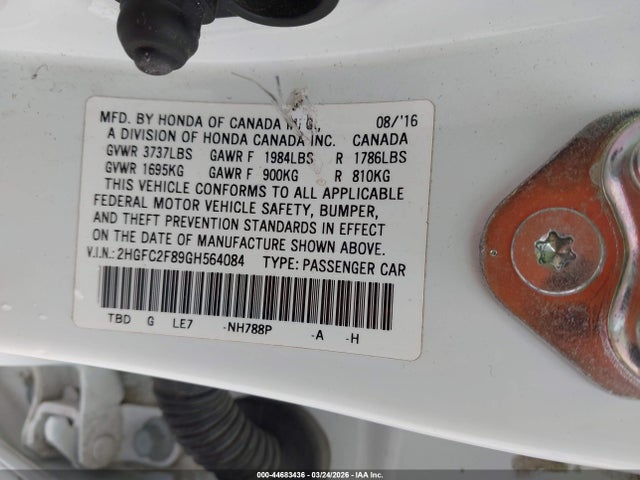 MFD. BY HONDA OF CANADA MFG., 08/'16
A DIVISION OF HONDA CANADA INC. CANADA
GVWR 3737LBS GAWR F 1984LBS R 1786LBS
GVWR 1695KG GAWR F 900KG R 810KG
THIS VEHICLE CONFORMS TO ALL APPLICABLE
FEDERAL MOTOR VEHICLE SAFETY, BUMPER,
AND THEFT PREVENTION STANDARDS IN EFFECT
ON THE DATE OF MANUFACTURE SHOWN ABOVE.
V.I.N.: 2HGFC2F89GH564084 TYPE: PASSENGER CAR
TBD G LE7 -NH788P -A -H
000-44683436 - 03/24/2026 - IAA Inc.